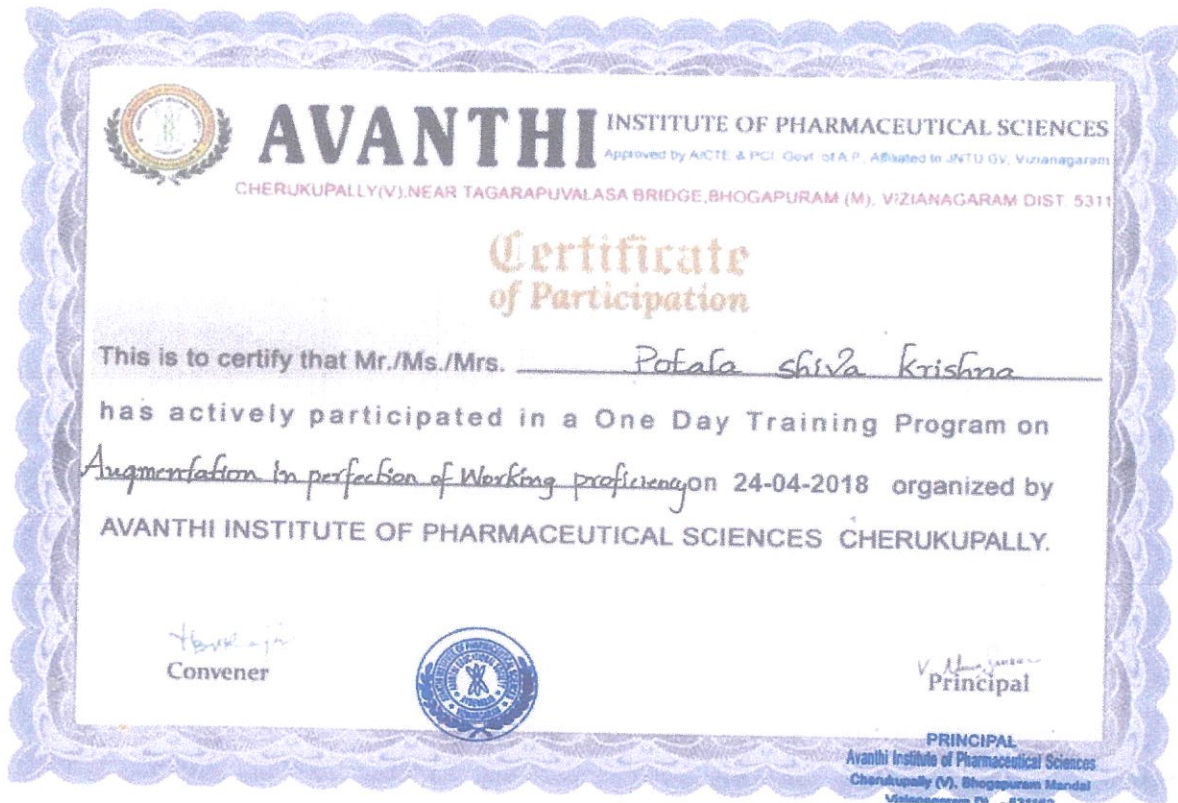 AVANTHI INSTITUTE OF PHARMACEUTICAL SCIENCES
Approved by AICTE & PCI, Govt. of A.P., Affiliated to JNTU GV, Vizianagaram
CHERUKUPALLY(V),NEAR TAGARAPUVALASA BRIDGE,BHOGAPURAM (M), VIZIANAGARAM DIST. 5311
Certificate
of Participation
This is to certify that Mr./Ms./Mrs. Potala shiva krishna
has actively participated in a One Day Training Program on
Augmentation in perfection of Working proficiency on 24-04-2018 organized by
AVANTHI INSTITUTE OF PHARMACEUTICAL SCIENCES CHERUKUPALLY.
Convener
Principal
PRINCIPAL
Avanthi Institute of Pharmaceutical Sciences
Cherukupally (V), Bhogapuram Mandal
Vizianagaram Dt. - 531162